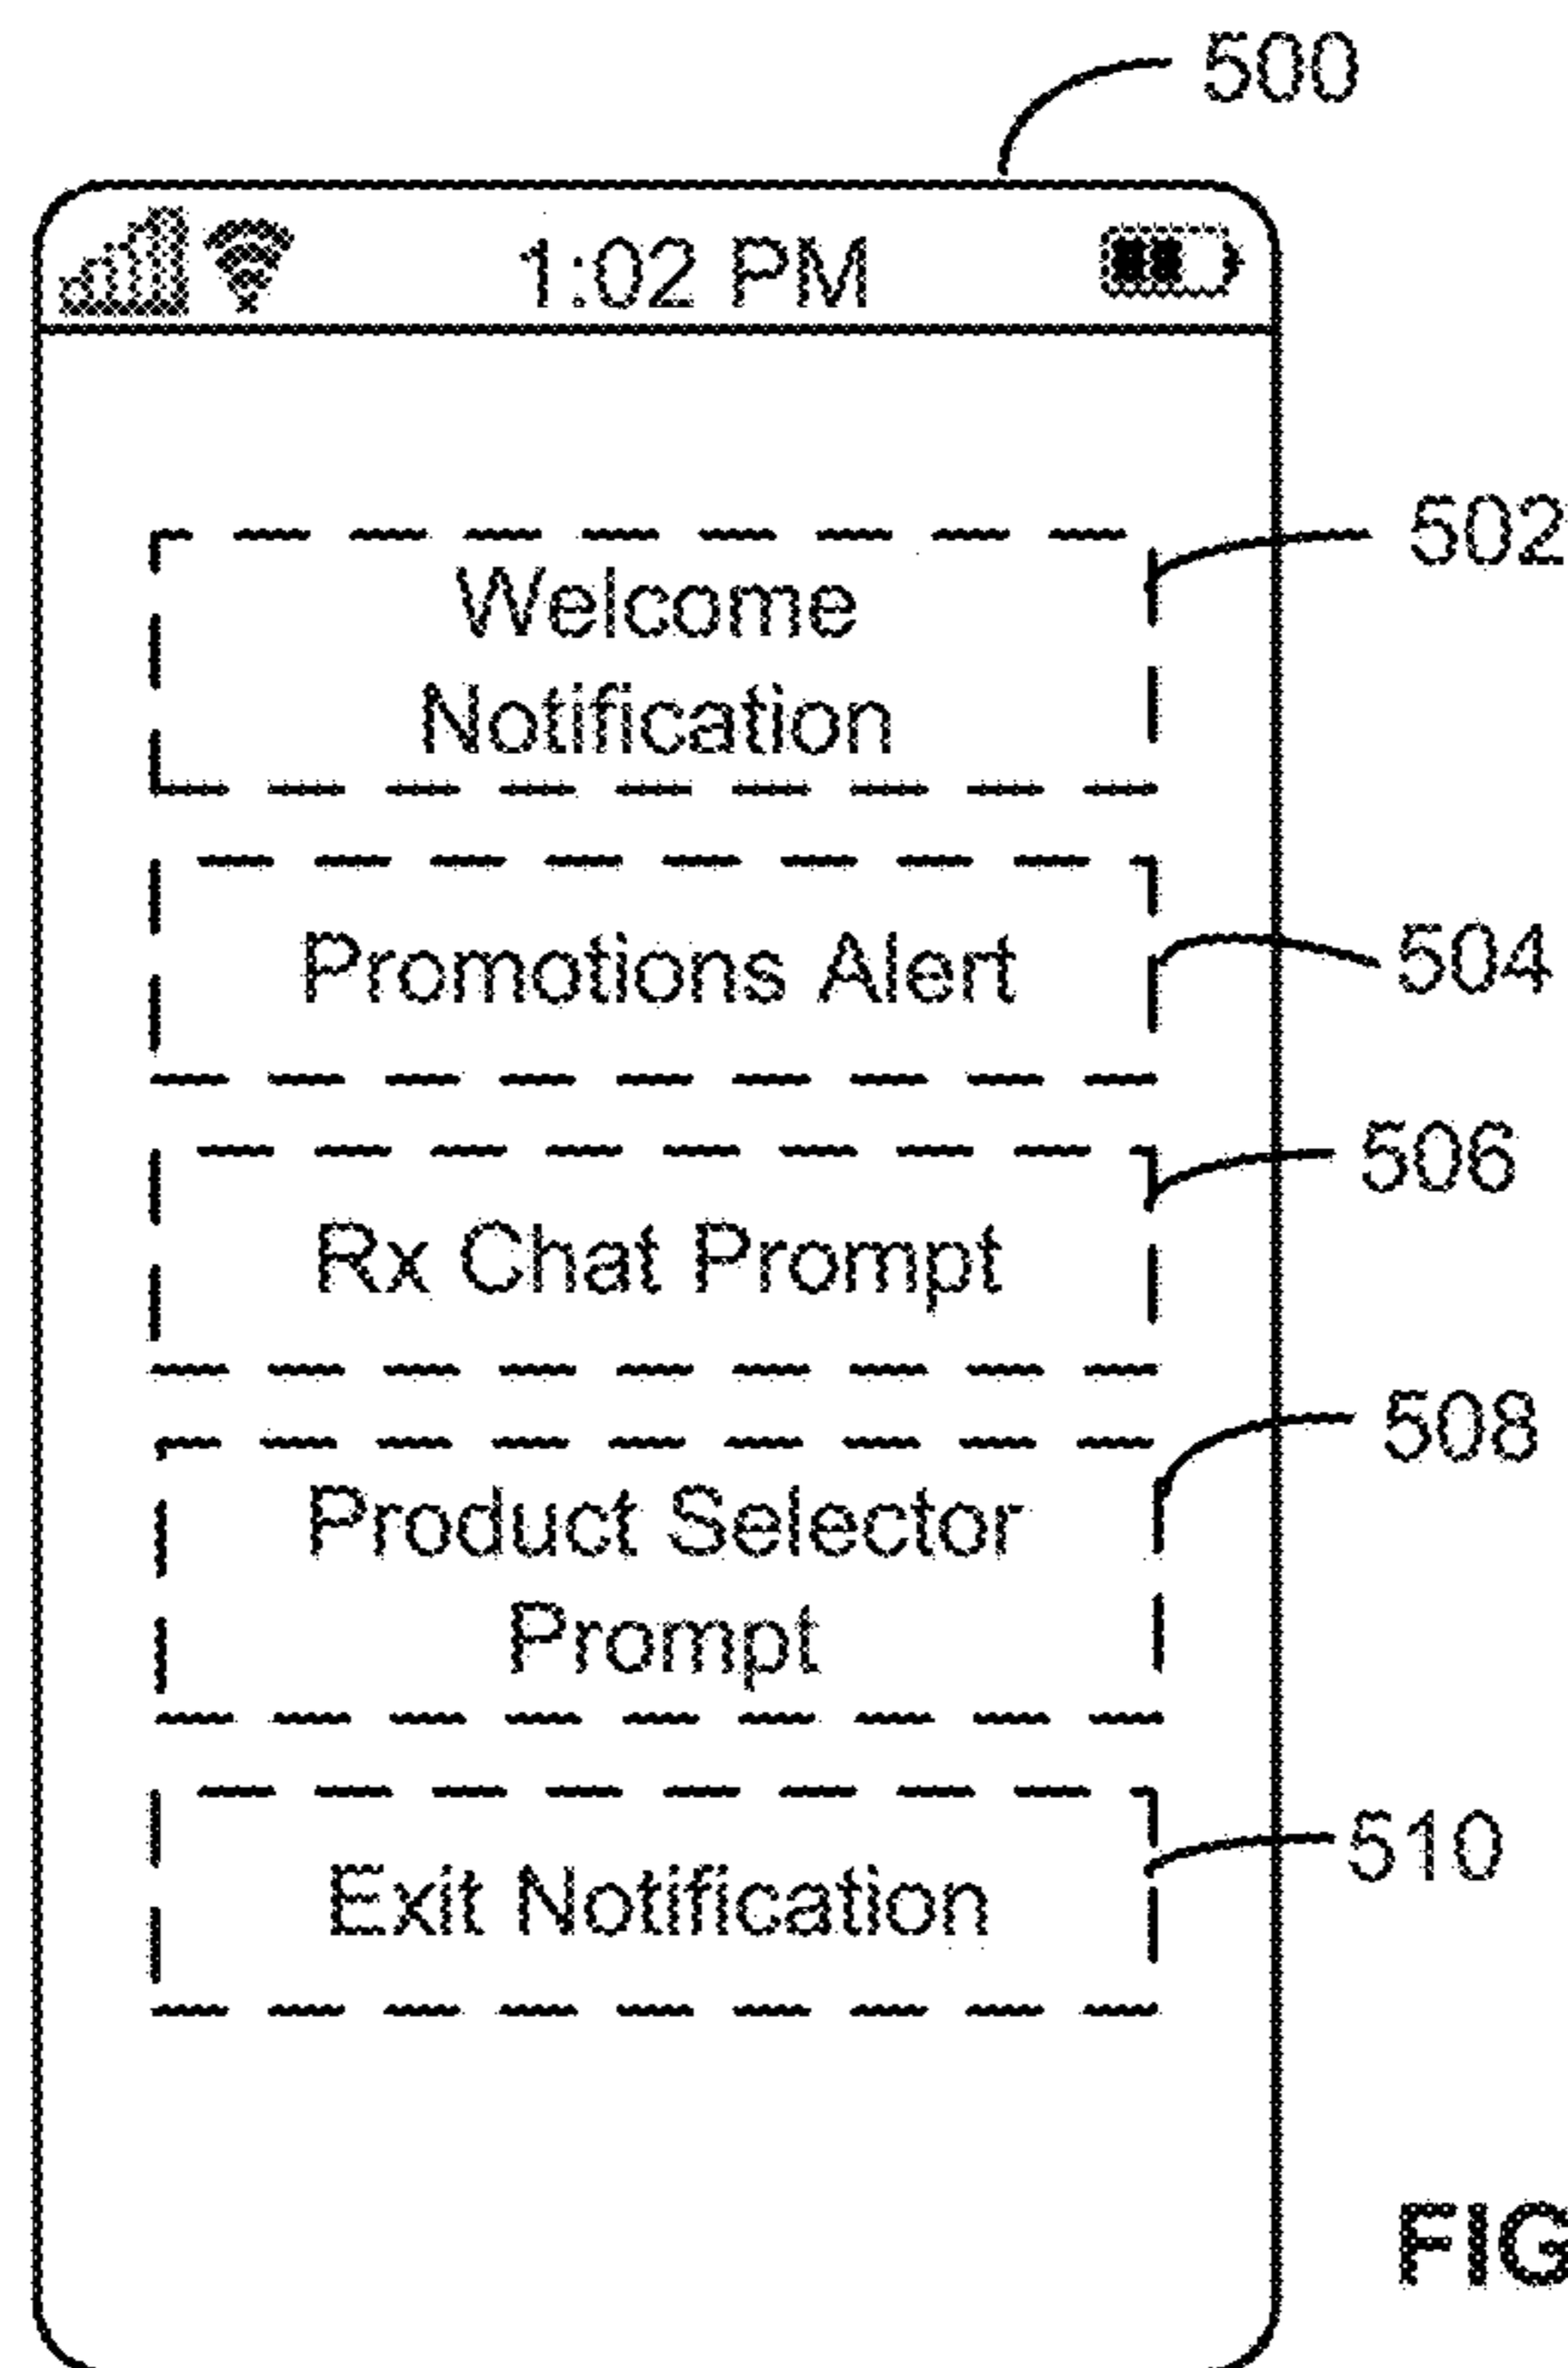 500
1:02 PM
502
Welcome
Notification
Promotions Alert
504
506
Rx Chat Prompt
508
Product Selector
Prompt
510
Exit Notification
FIG